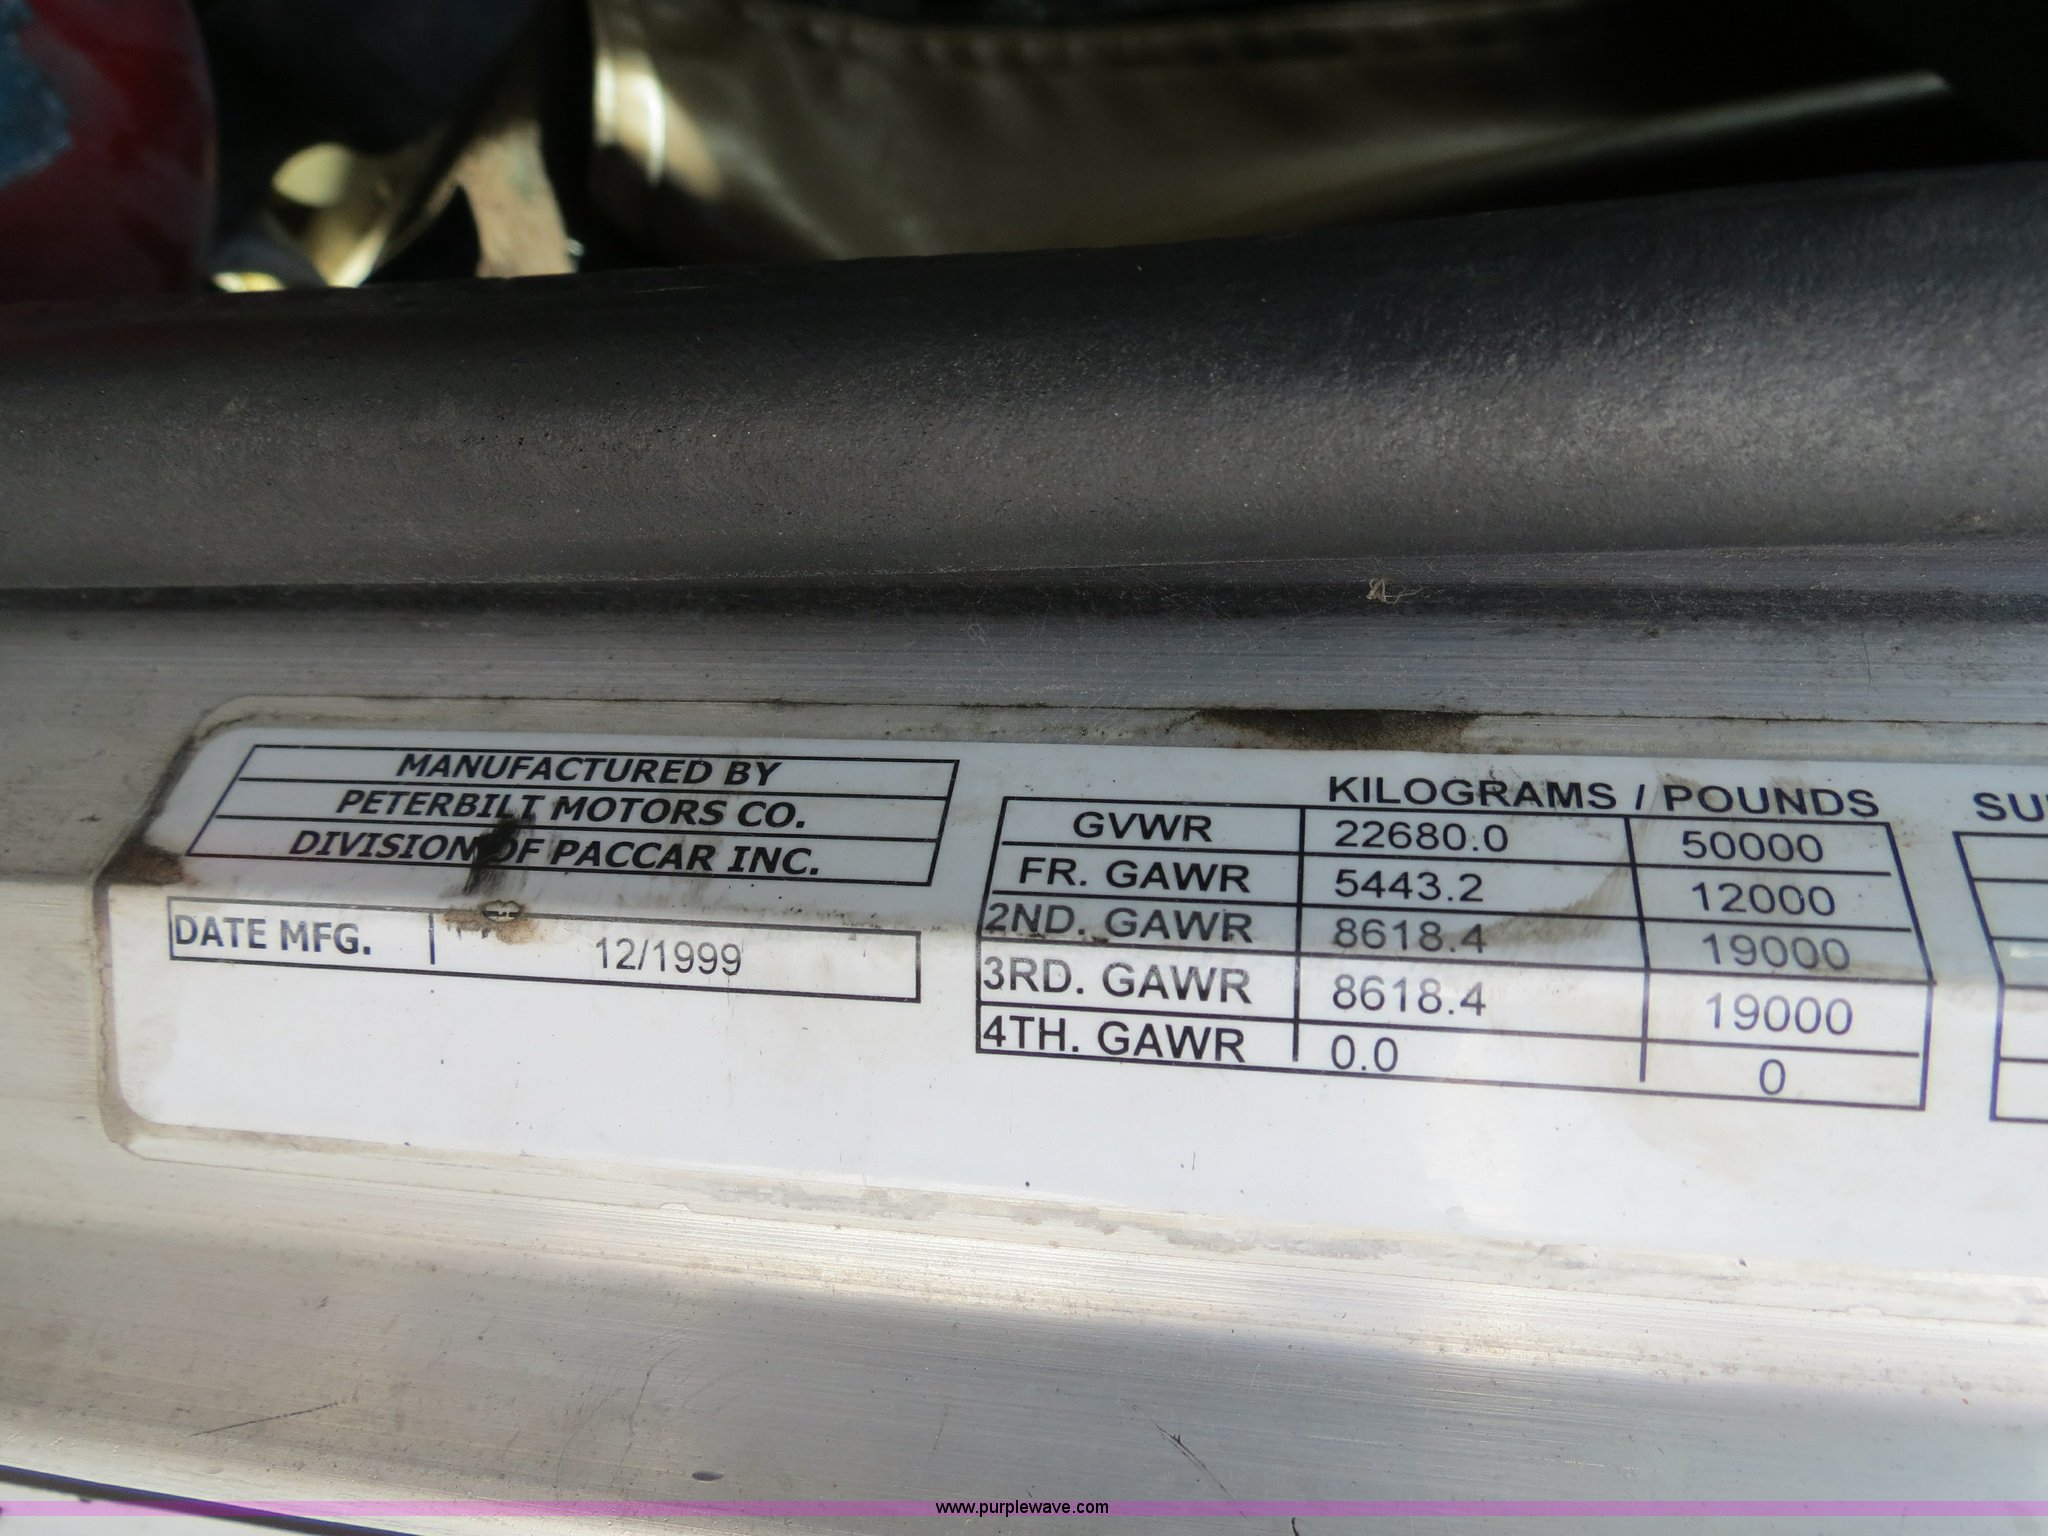 MANUFACTURED BY
PETERBILT MOTORS CO.
DIVISION OF PACCAR INC.
DATE MFG. 12/1999
KILOGRAMS / POUNDS
GVWR 22680.0 50000
FR. GAWR 5443.2 12000
2ND. GAWR 8618.4 19000
3RD. GAWR 8618.4 19000
4TH. GAWR 0.0 0
www.purplewave.com